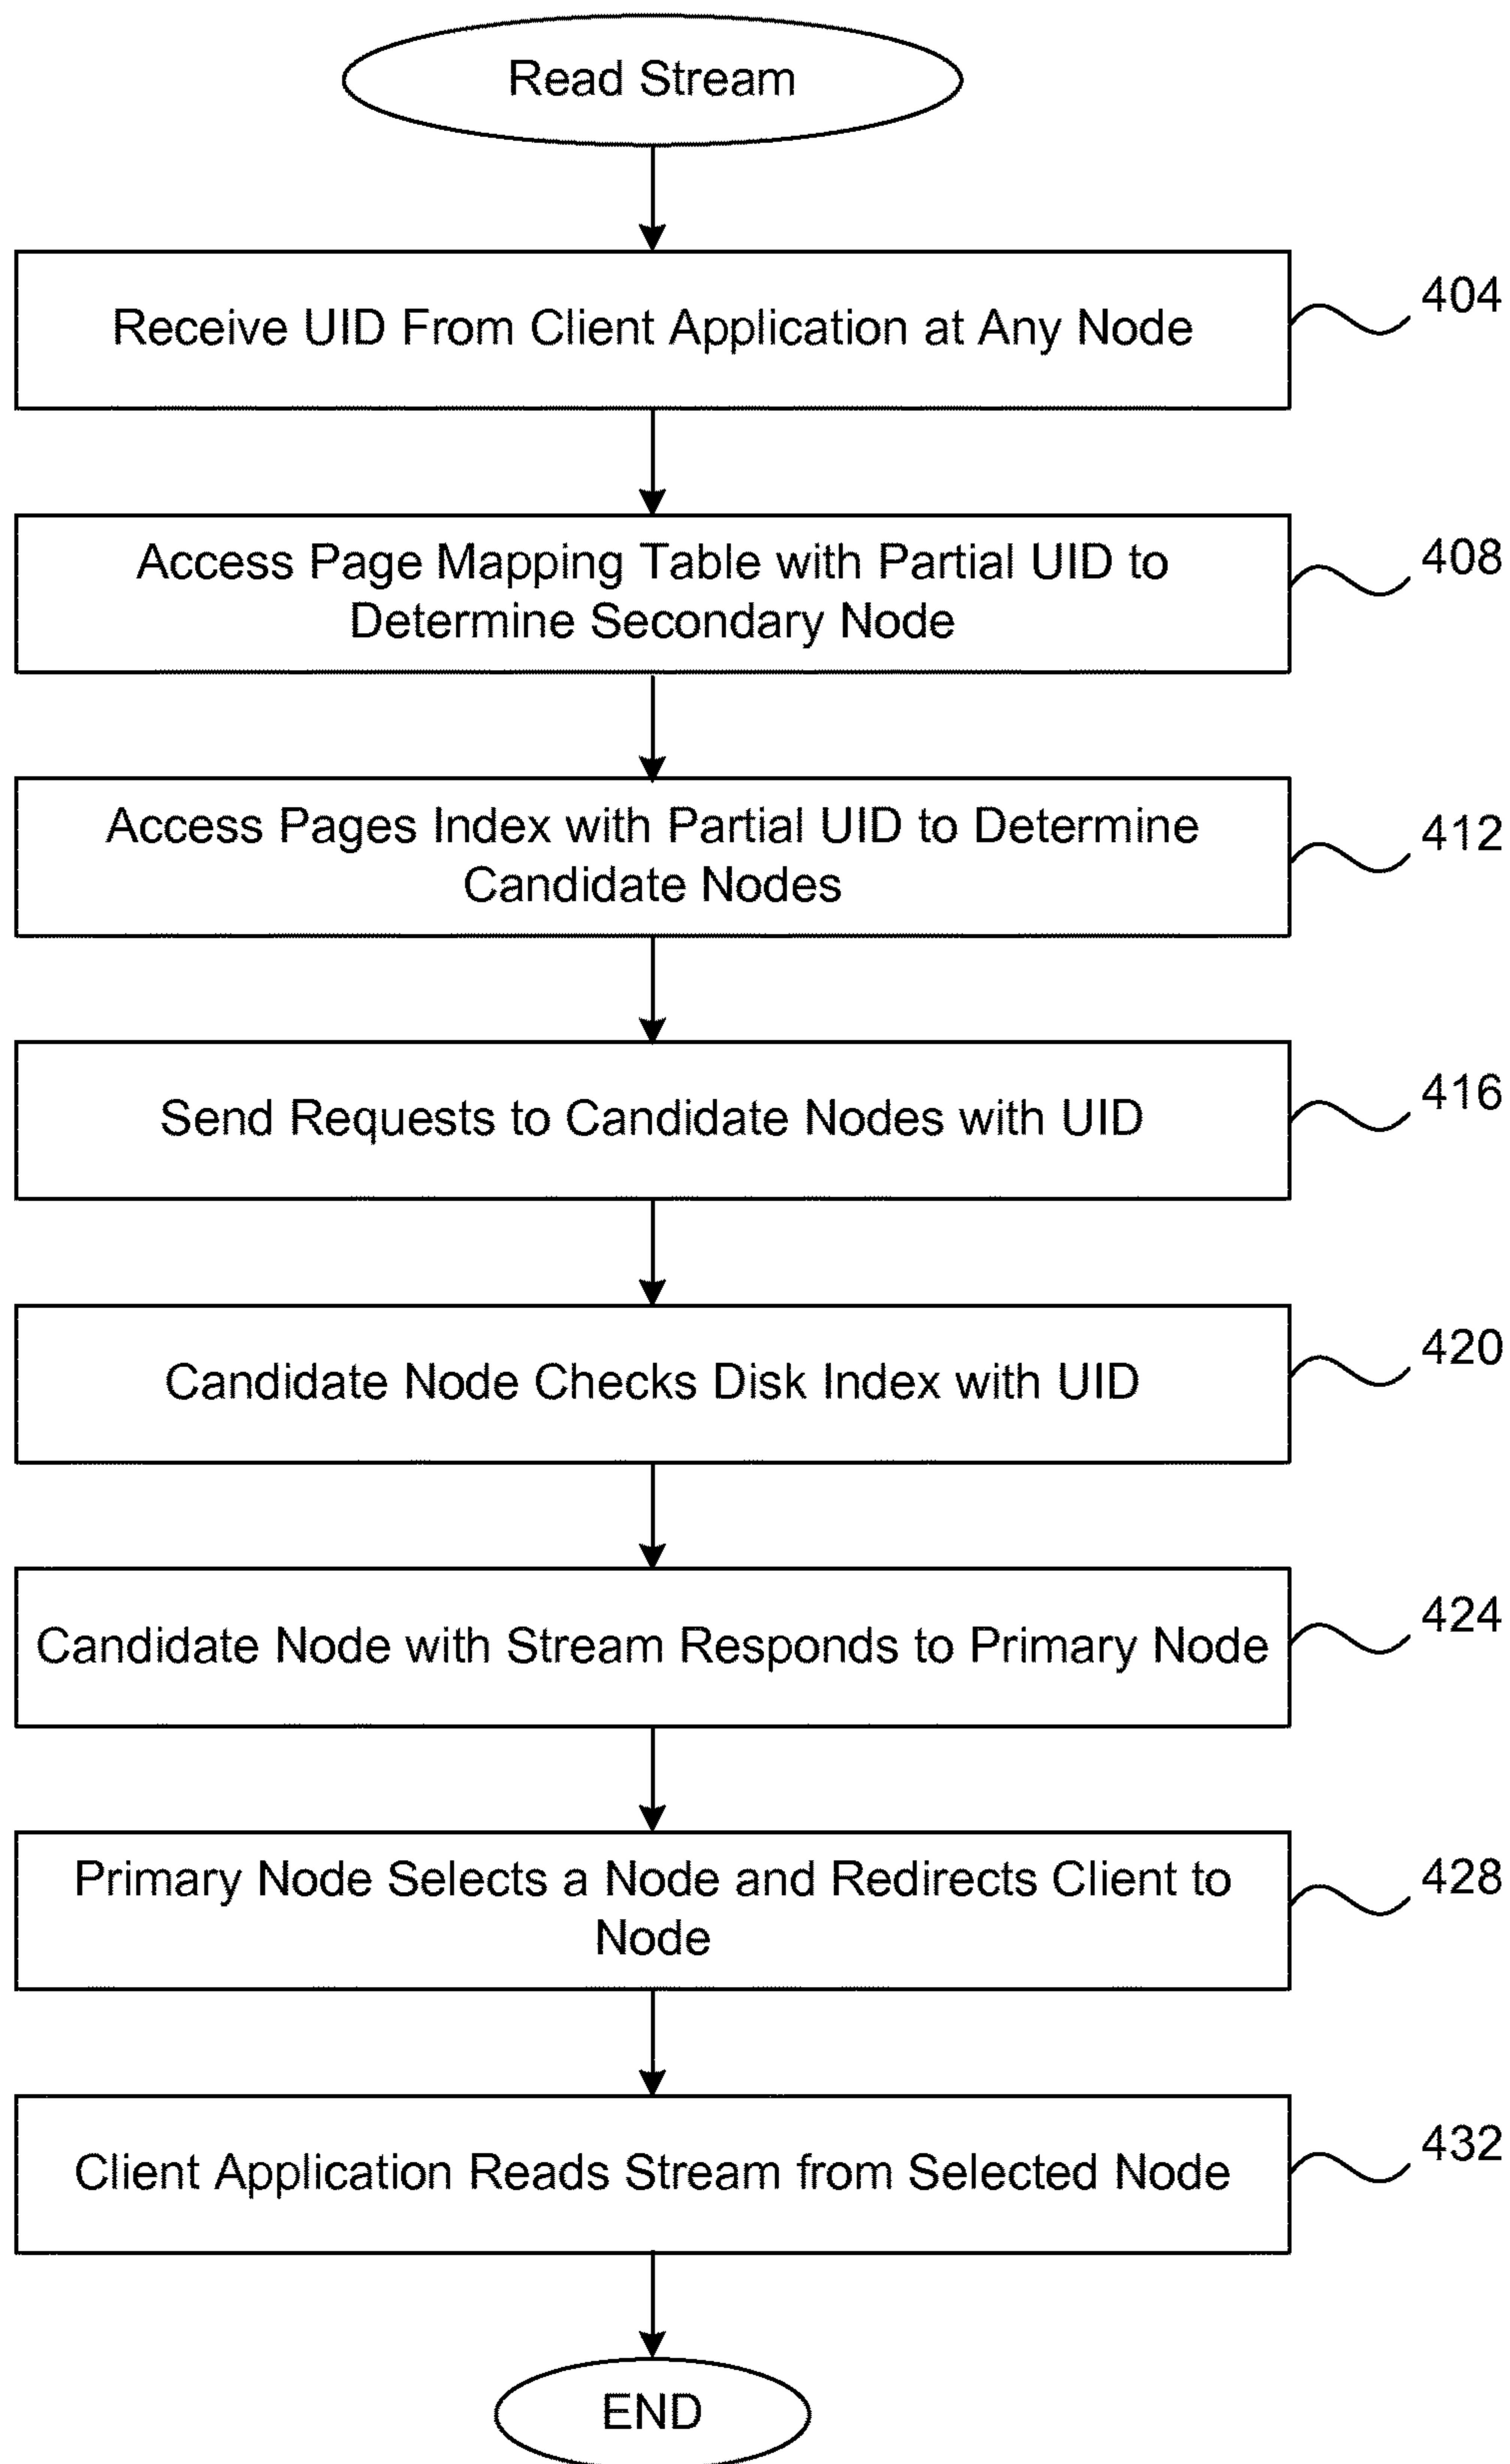 Read Stream
Receive UID From Client Application at Any Node
404
Access Page Mapping Table with Partial UID to
Determine Secondary Node
408
Access Pages Index with Partial UID to Determine
Candidate Nodes
412
Send Requests to Candidate Nodes with UID
416
Candidate Node Checks Disk Index with UID
420
Candidate Node with Stream Responds to Primary Node
424
Primary Node Selects a Node and Redirects Client to
Node
428
Client Application Reads Stream from Selected Node
432
END